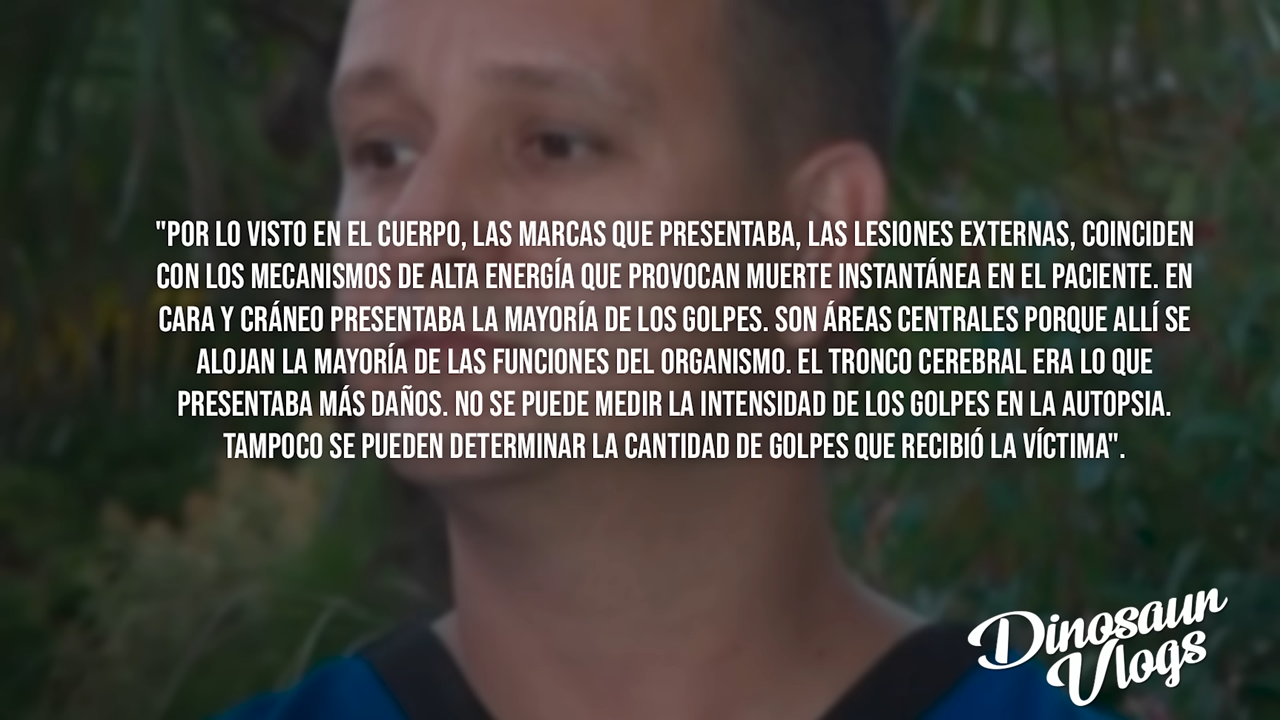 "POR LO VISTO EN EL CUERPO, LAS MARCAS QUE PRESENTABA, LAS LESIONES EXTERNAS, COINCIDEN
CON LOS MECANISMOS DE ALTA ENERGÍA QUE PROVOCAN MUERTE INSTANTÁNEA EN EL PACIENTE. EN
CARA Y CRÁNEO PRESENTABA LA MAYORÍA DE LOS GOLPES. SON ÁREAS CENTRALES PORQUE ALLÍ SE
ALOJAN LA MAYORÍA DE LAS FUNCIONES DEL ORGANISMO. EL TRONCO CEREBRAL ERA LO QUE
PRESENTABA MÁS DAÑOS. NO SE PUEDE MEDIR LA INTENSIDAD DE LOS GOLPES EN LA AUTOPSIA.
TAMPOCO SE PUEDEN DETERMINAR LA CANTIDAD DE GOLPES QUE RECIBIÓ LA VÍCTIMA".
Dinosaur
Vlogs